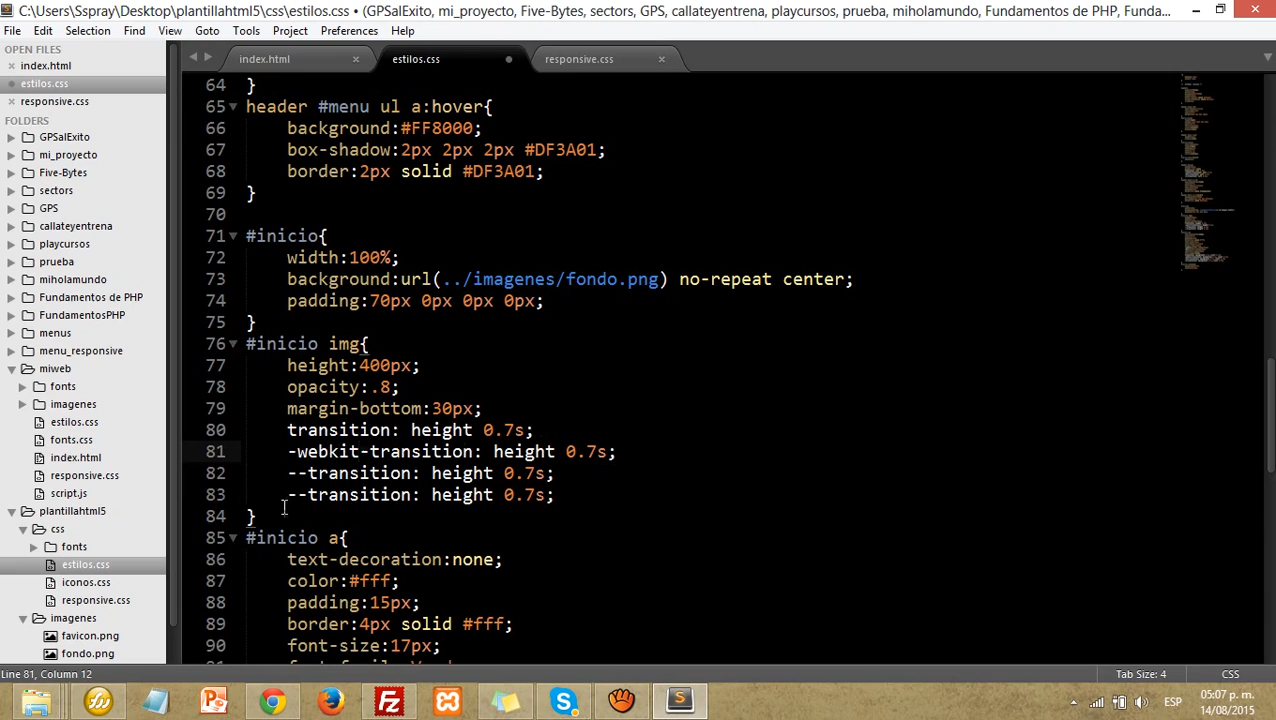 C:\Users\Sspray\Desktop\plantillahtml5\css\estilos.css • (GPSalExito, mi_proyecto, Five-Bytes, sectors, GPS, callateyentrena, playcursos, prueba, miholamundo, Fundamentos de PHP, Funda...
File Edit Selection Find View Goto Tools Project Preferences Help
OPEN FILES
index.html
estilos.css
responsive.css
FOLDERS
GPSalExito
mi_proyecto
Five-Bytes
sectors
GPS
callateyentrena
playcursos
prueba
miholamundo
Fundamentos de PHP
FundamentosPHP
menus
menu_responsive
miweb
fonts
imagenes
estilos.css
fonts.css
index.html
responsive.css
script.js
plantillahtml5
css
fonts
estilos.css
iconos.css
responsive.css
imagenes
favicon.png
fondo.png
index.html estilos.css responsive.css
64 }
65 header #menu ul a:hover{
66 background:#FF8000;
67 box-shadow:2px 2px 2px #DF3A01;
68 border:2px solid #DF3A01;
69 }
70
71 #inicio{
72 width:100%;
73 background:url(../imagenes/fondo.png) no-repeat center;
74 padding:70px 0px 0px 0px;
75 }
76 #inicio img{
77 height:400px;
78 opacity:.8;
79 margin-bottom:30px;
80 transition: height 0.7s;
81 -webkit-transition: height 0.7s;
82 --transition: height 0.7s;
83 --transition: height 0.7s;
84 }
85 #inicio a{
86 text-decoration:none;
87 color:#fff;
88 padding:15px;
89 border:4px solid #fff;
90 font-size:17px;
Line 81, Column 12 Tab Size: 4 CSS
ESP 05:07 p. m.
14/08/2015